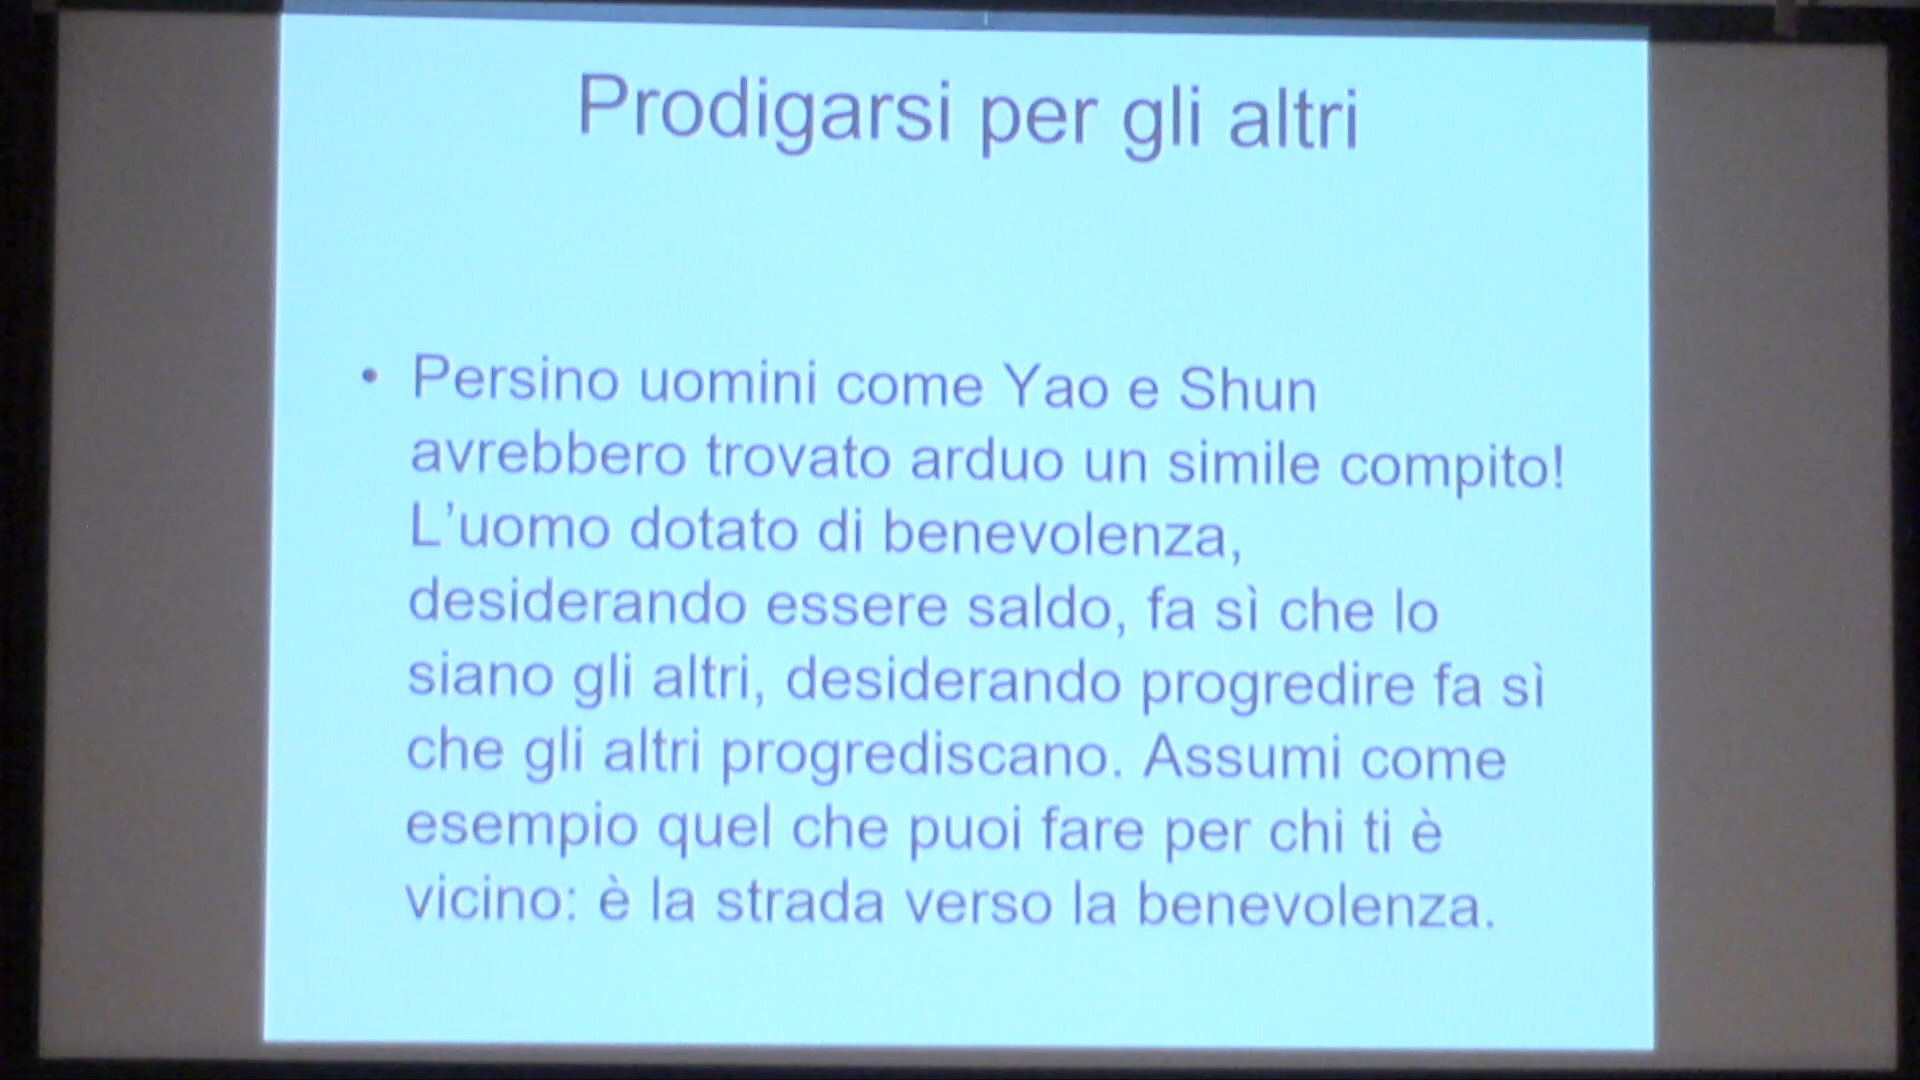 Prodigarsi per gli altri
• Persino uomini come Yao e Shun
avrebbero trovato arduo un simile compito!
L'uomo dotato di benevolenza,
desiderando essere saldo, fa sì che lo
siano gli altri, desiderando progredire fa sì
che gli altri progrediscano. Assumi come
esempio quel che puoi fare per chi ti è
vicino: è la strada verso la benevolenza.